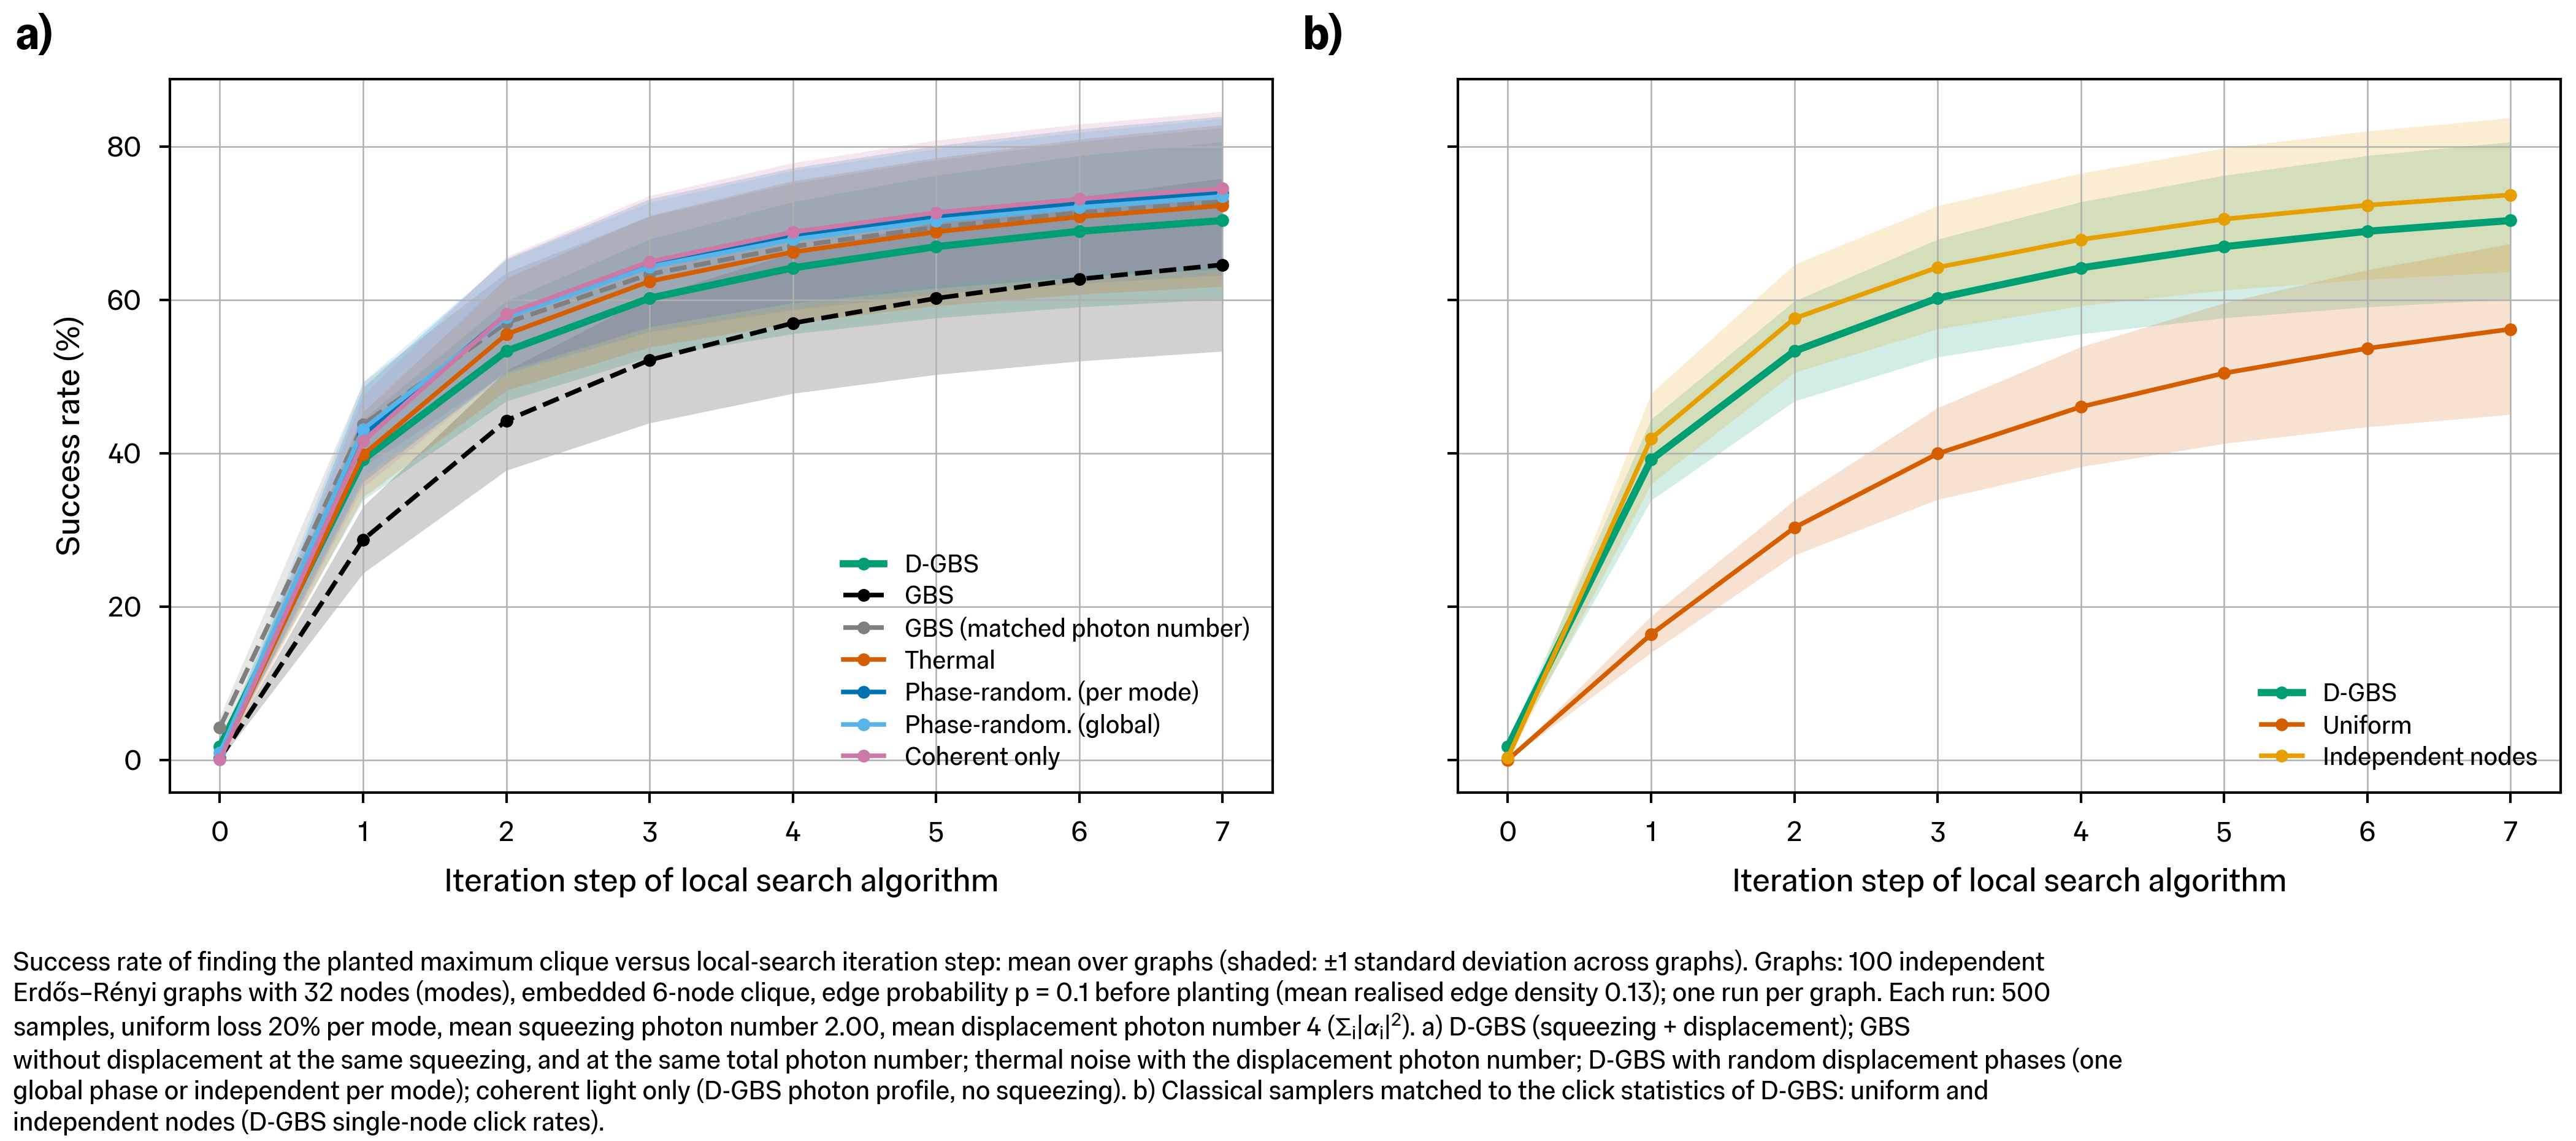 a)
b)
Success rate (%)
80
60
40
20
0
D-GBS
GBS
GBS (matched photon number)
Thermal
Phase-random. (per mode)
Phase-random. (global)
Coherent only
0 1 2 3 4 5 6 7
Iteration step of local search algorithm
D-GBS
Uniform
Independent nodes
0 1 2 3 4 5 6 7
Iteration step of local search algorithm
Success rate of finding the planted maximum clique versus local-search iteration step: mean over graphs (shaded: ±1 standard deviation across graphs). Graphs: 100 independent
Erdős–Rényi graphs with 32 nodes (modes), embedded 6-node clique, edge probability p = 0.1 before planting (mean realised edge density 0.13); one run per graph. Each run: 500
samples, uniform loss 20% per mode, mean squeezing photon number 2.00, mean displacement photon number 4 (Σᵢ|αᵢ|²). a) D-GBS (squeezing + displacement); GBS
without displacement at the same squeezing, and at the same total photon number; thermal noise with the displacement photon number; D-GBS with random displacement phases (one
global phase or independent per mode); coherent light only (D-GBS photon profile, no squeezing). b) Classical samplers matched to the click statistics of D-GBS: uniform and
independent nodes (D-GBS single-node click rates).